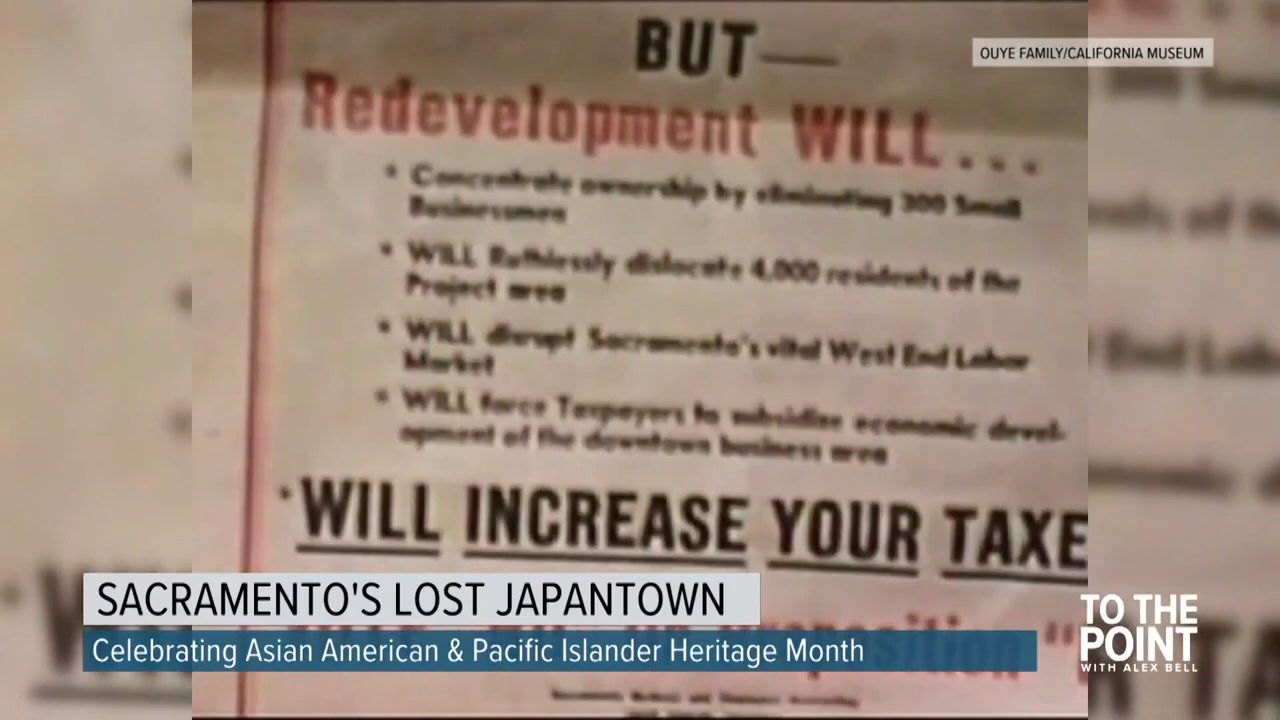 BUT—
OUYE FAMILY/CALIFORNIA MUSEUM
Redevelopment WILL...
• Concentrate ownership by eliminating 300 Small
Businessmen
• WILL Ruthlessly dislocate 4,000 residents of the
Project area
• WILL disrupt Sacramento's vital West End Labor
Market
• WILL force Taxpayers to subsidize economic devel-
opment of the downtown business area
• WILL INCREASE YOUR TAXE
SACRAMENTO'S LOST JAPANTOWN
Celebrating Asian American & Pacific Islander Heritage Month
TO THE
POINT
WITH ALEX BELL